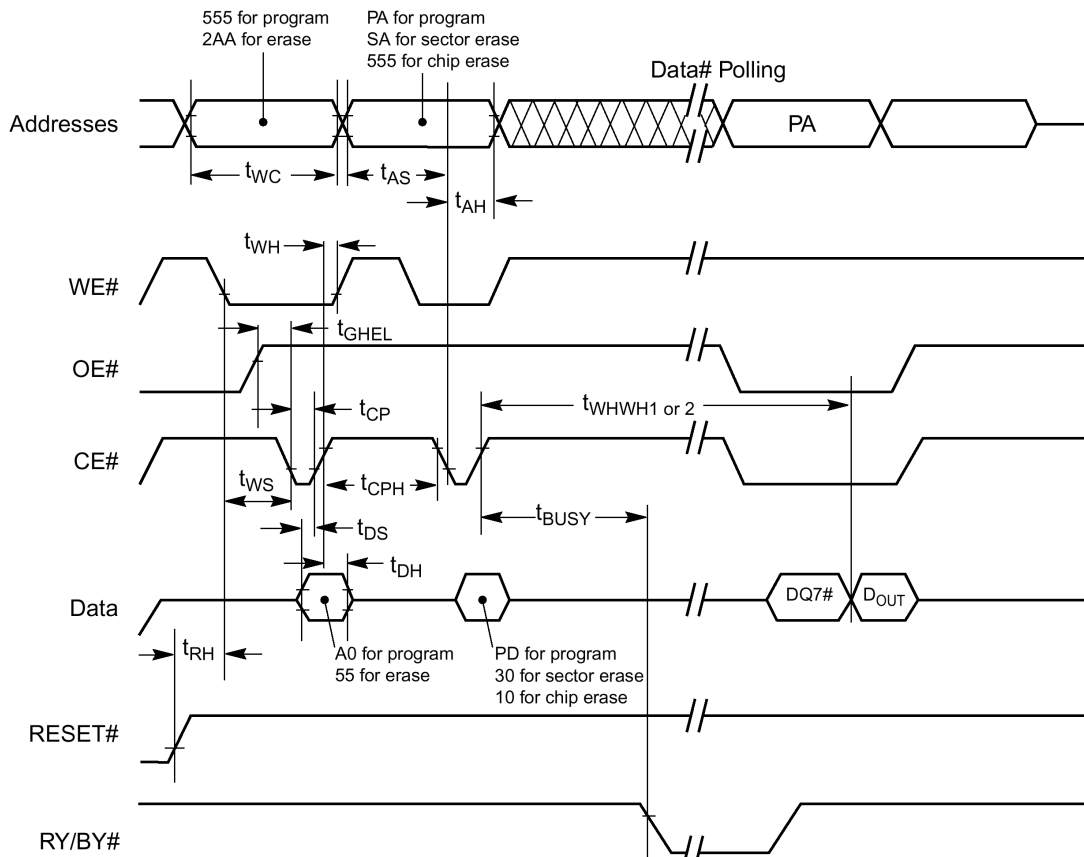 555 for program
2AA for erase
PA for program
SA for sector erase
555 for chip erase
Data# Polling
Addresses
PA
tWC
tAS
tAH
tWH
WE#
tGHEL
OE#
tWHWH1 or 2
tCP
CE#
tWS
tCPH
tBUSY
tDS
tDH
Data
DQ7#
DOUT
tRH
A0 for program
55 for erase
PD for program
30 for sector erase
10 for chip erase
RESET#
RY/BY#